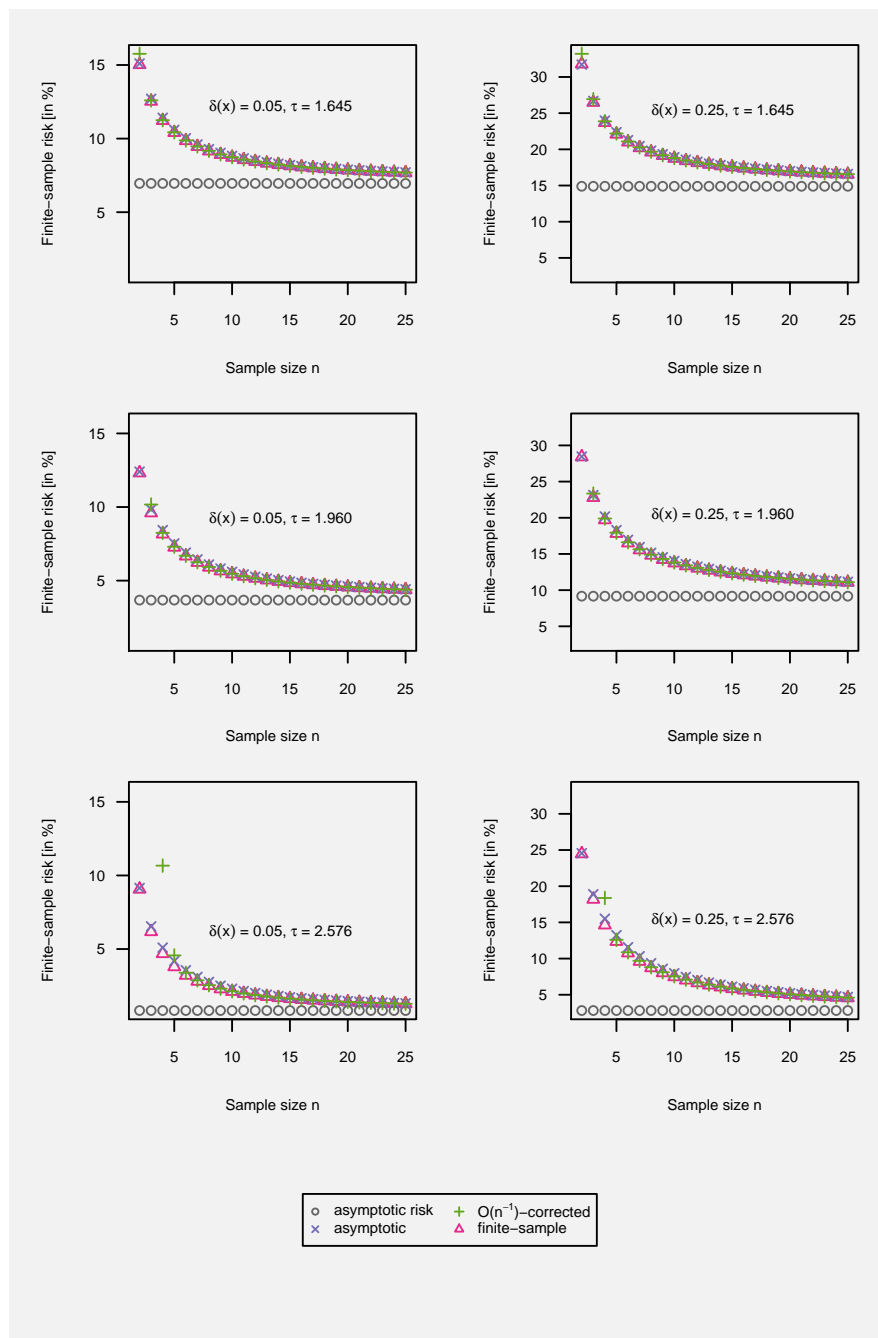 Finite−sample risk [in %]
15
10
5
δ(x) = 0.05, τ = 1.645
5 10 15 20 25
Sample size n
Finite−sample risk [in %]
30
25
20
15
10
5
δ(x) = 0.25, τ = 1.645
5 10 15 20 25
Sample size n
Finite−sample risk [in %]
15
10
5
δ(x) = 0.05, τ = 1.960
5 10 15 20 25
Sample size n
Finite−sample risk [in %]
30
25
20
15
10
5
δ(x) = 0.25, τ = 1.960
5 10 15 20 25
Sample size n
Finite−sample risk [in %]
15
10
5
δ(x) = 0.05, τ = 2.576
5 10 15 20 25
Sample size n
Finite−sample risk [in %]
30
25
20
15
10
5
δ(x) = 0.25, τ = 2.576
5 10 15 20 25
Sample size n
asymptotic risk
asymptotic
O(n⁻¹)−corrected
finite−sample